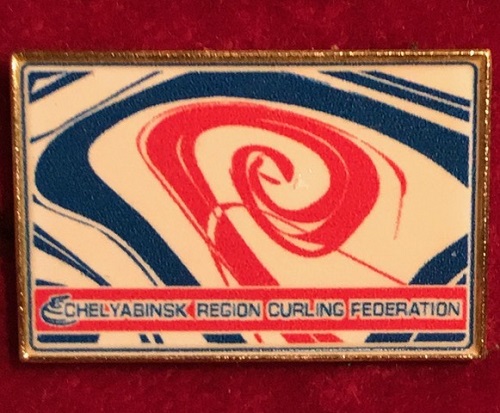 CHELYABINSK REGION CURLING FEDERATION